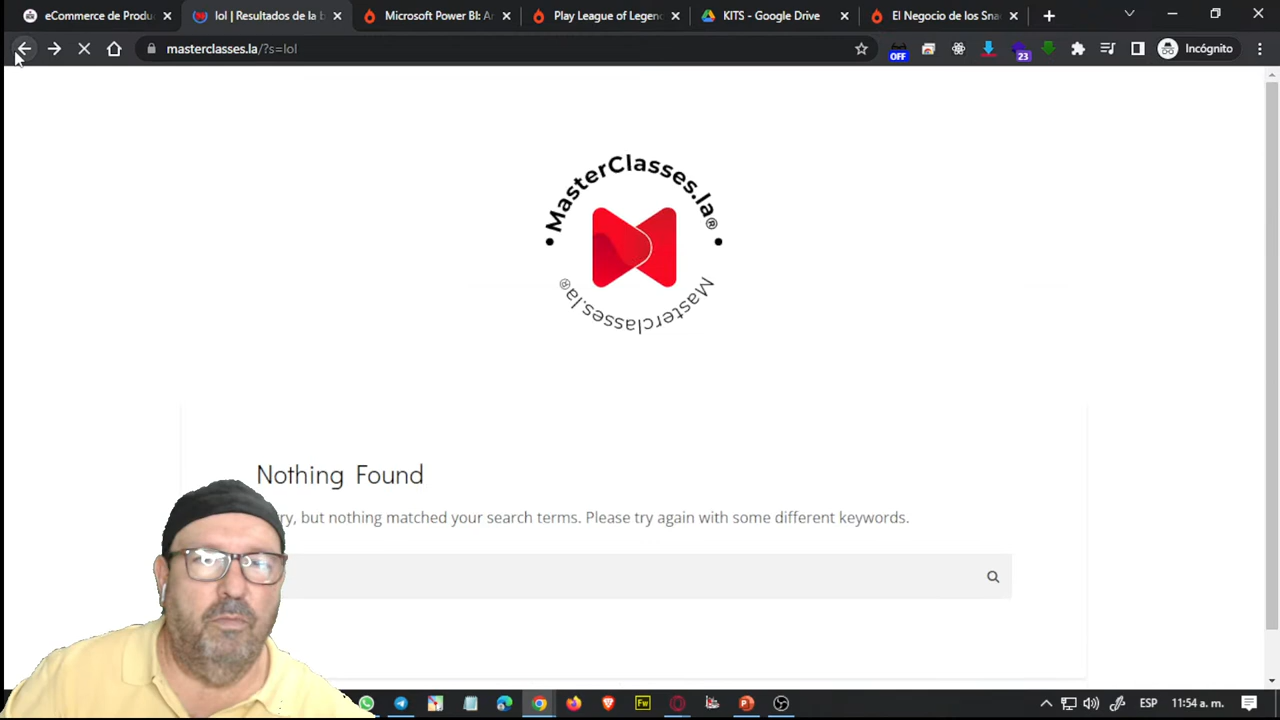 eCommerce de Produ
lol | Resultados de la b
Microsoft Power BI: A
Play League of Legend
KITS - Google Drive
El Negocio de los Sna
masterclasses.la/?s=lol
OFF
23
Incógnito
MasterClasses.la®
Masterclasses.la®
Nothing Found
ry, but nothing matched your search terms. Please try again with some different keywords.
Fw
ESP
11:54 a. m.